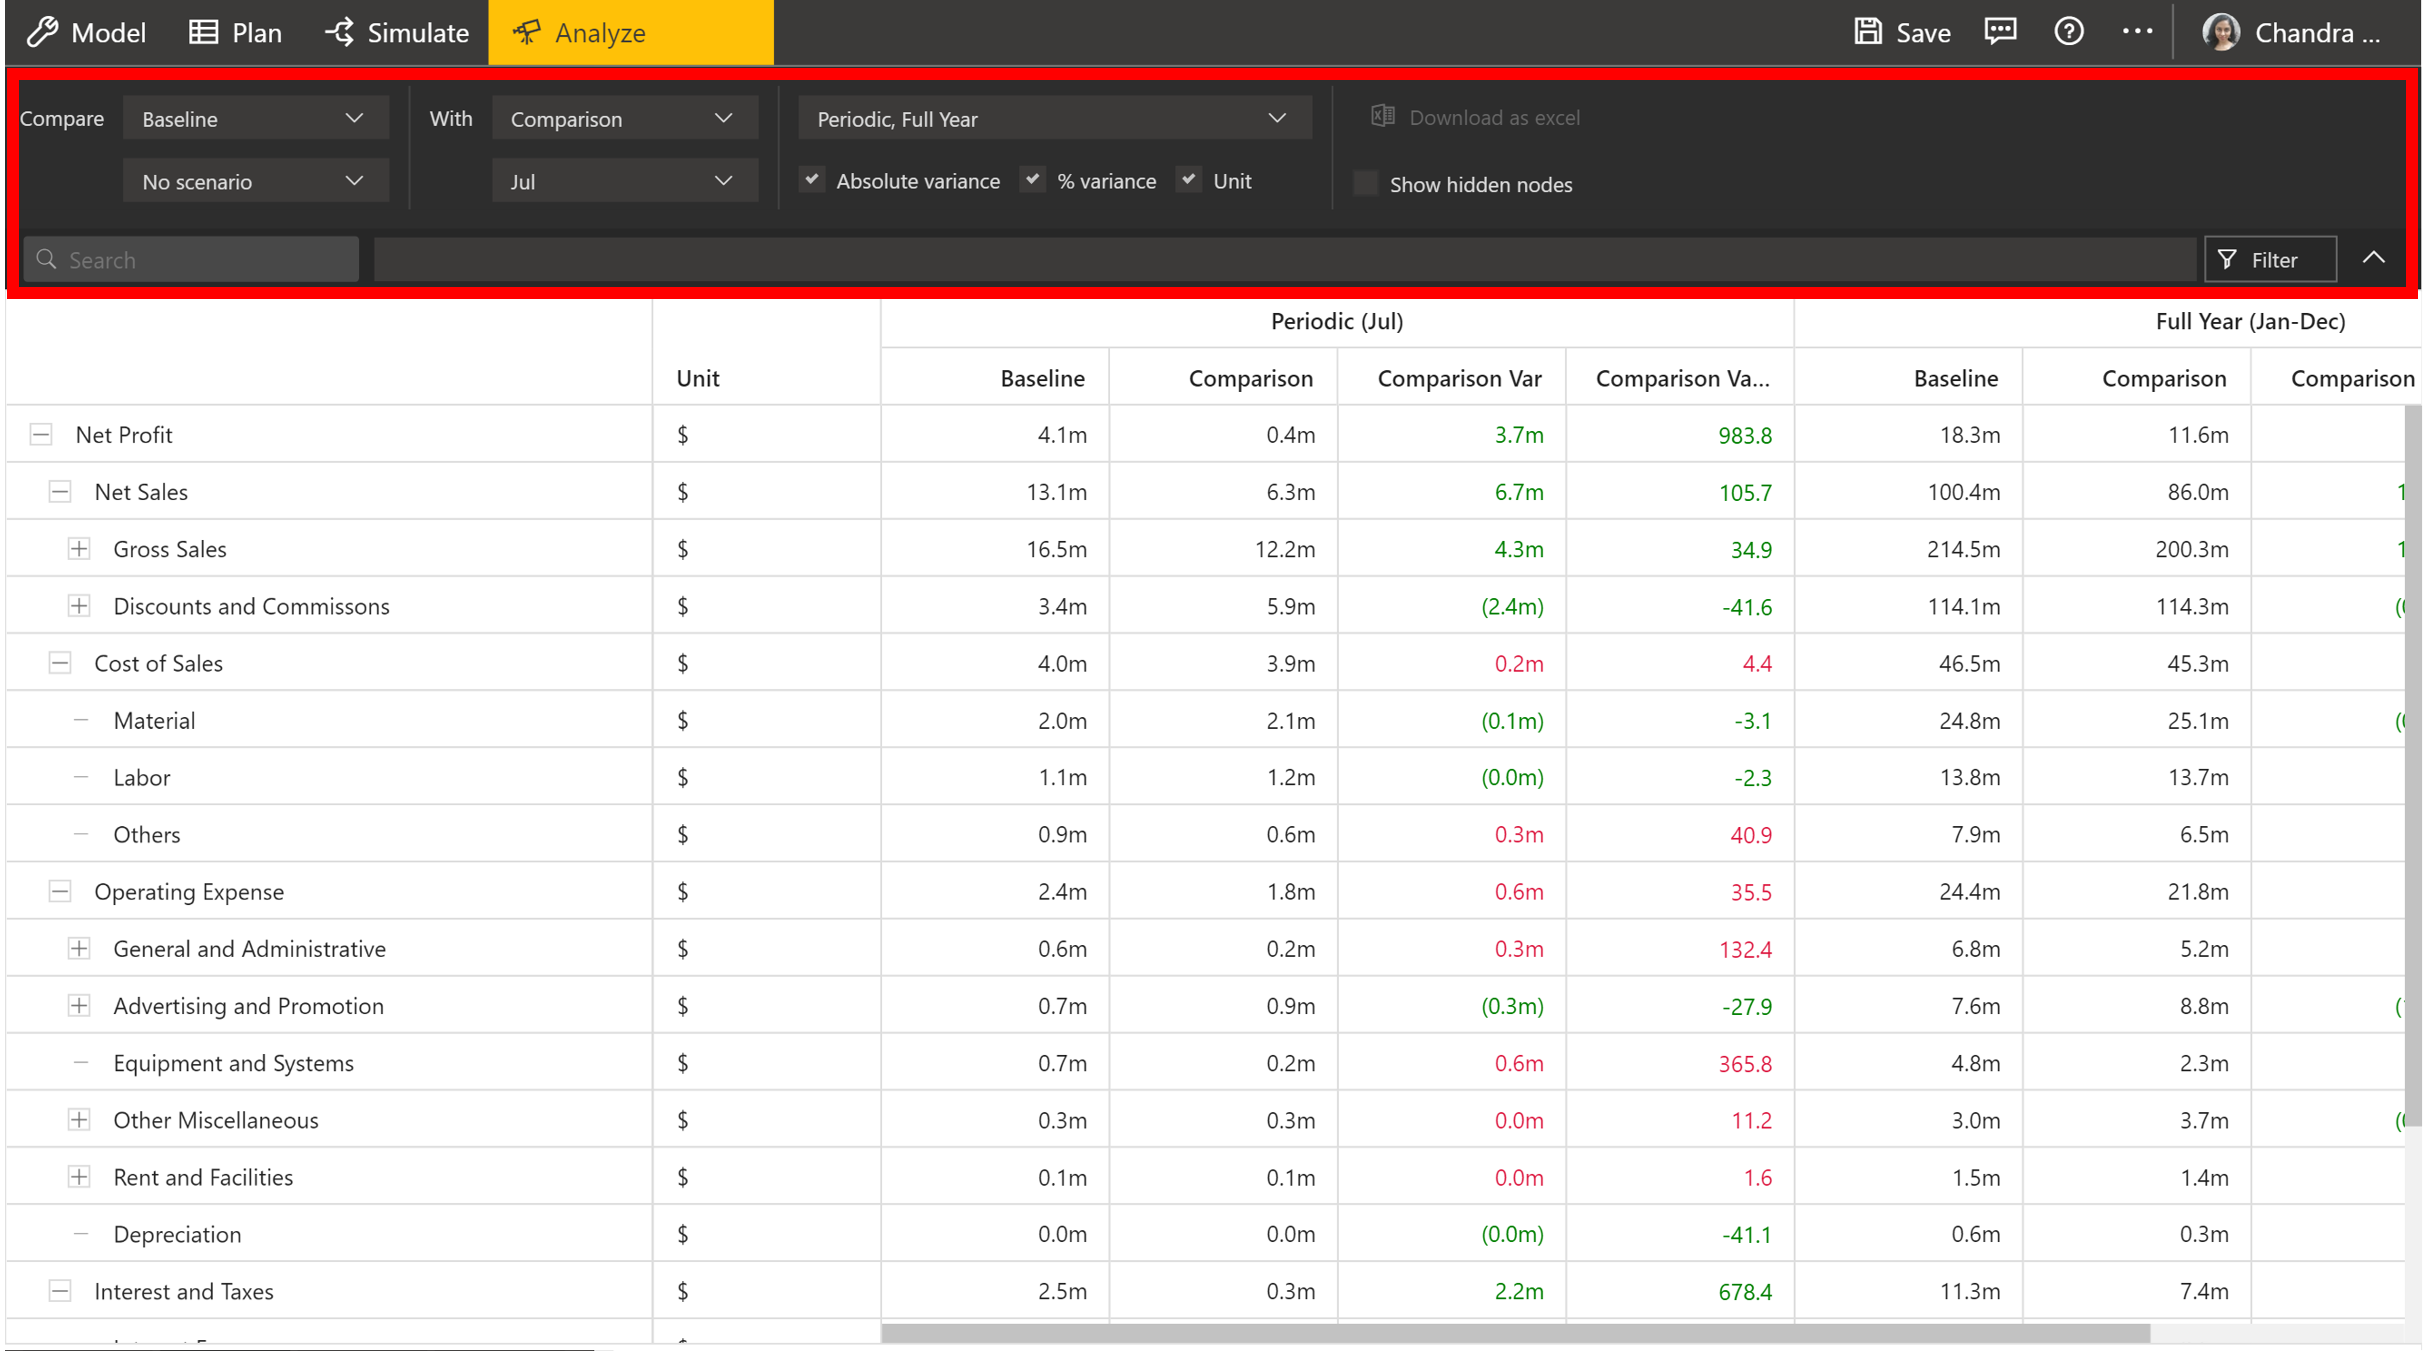 Model Plan Simulate Analyze Save Chandra ...
Compare Baseline With Comparison Periodic, Full Year Download as excel
No scenario Jul Absolute variance % variance Unit Show hidden nodes
Search Filter
Periodic (Jul) Full Year (Jan-Dec)
Unit Baseline Comparison Comparison Var Comparison Va... Baseline Comparison Comparison
Net Profit $ 4.1m 0.4m 3.7m 983.8 18.3m 11.6m
Net Sales $ 13.1m 6.3m 6.7m 105.7 100.4m 86.0m 1
Gross Sales $ 16.5m 12.2m 4.3m 34.9 214.5m 200.3m 1
Discounts and Commissons $ 3.4m 5.9m (2.4m) -41.6 114.1m 114.3m
Cost of Sales $ 4.0m 3.9m 0.2m 4.4 46.5m 45.3m
Material $ 2.0m 2.1m (0.1m) -3.1 24.8m 25.1m
Labor $ 1.1m 1.2m (0.0m) -2.3 13.8m 13.7m
Others $ 0.9m 0.6m 0.3m 40.9 7.9m 6.5m
Operating Expense $ 2.4m 1.8m 0.6m 35.5 24.4m 21.8m
General and Administrative $ 0.6m 0.2m 0.3m 132.4 6.8m 5.2m
Advertising and Promotion $ 0.7m 0.9m (0.3m) -27.9 7.6m 8.8m
Equipment and Systems $ 0.7m 0.2m 0.6m 365.8 4.8m 2.3m
Other Miscellaneous $ 0.3m 0.3m 0.0m 11.2 3.0m 3.7m
Rent and Facilities $ 0.1m 0.1m 0.0m 1.6 1.5m 1.4m
Depreciation $ 0.0m 0.0m (0.0m) -41.1 0.6m 0.3m
Interest and Taxes $ 2.5m 0.3m 2.2m 678.4 11.3m 7.4m